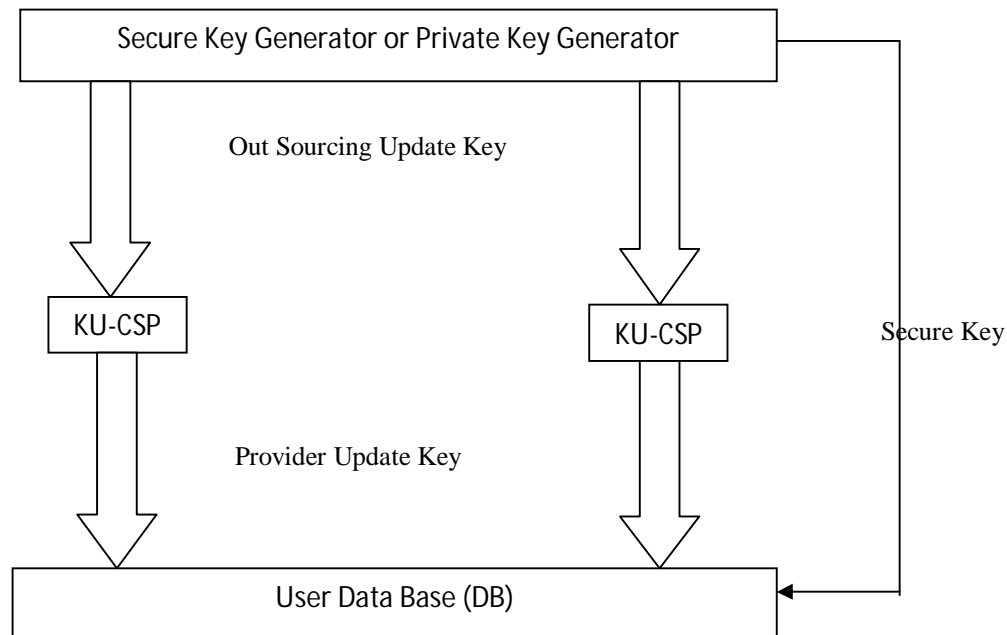 Secure Key Generator or Private Key Generator
Out Sourcing Update Key
KU-CSP
KU-CSP
Secure Key
Provider Update Key
User Data Base (DB)